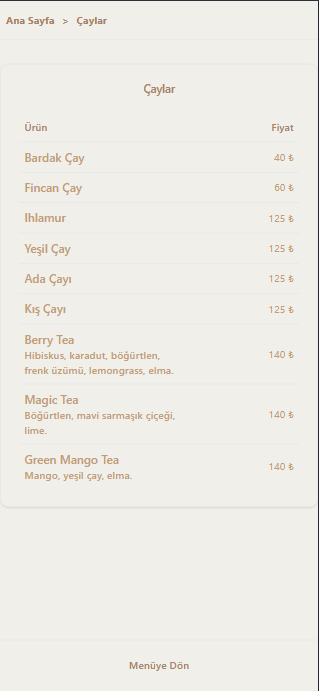 Ana Sayfa > Çaylar
Çaylar
Ürün Fiyat
Bardak Çay 40 ₺
Fincan Çay 60 ₺
Ihlamur 125 ₺
Yeşil Çay 125 ₺
Ada Çayı 125 ₺
Kış Çayı 125 ₺
Berry Tea
Hibiskus, karadut, böğürtlen, 140 ₺
frenk üzümü, lemongrass, elma.
Magic Tea
Böğürtlen, mavi sarmaşık çiçeği, 140 ₺
lime.
Green Mango Tea 140 ₺
Mango, yeşil çay, elma.
Menüye Dön